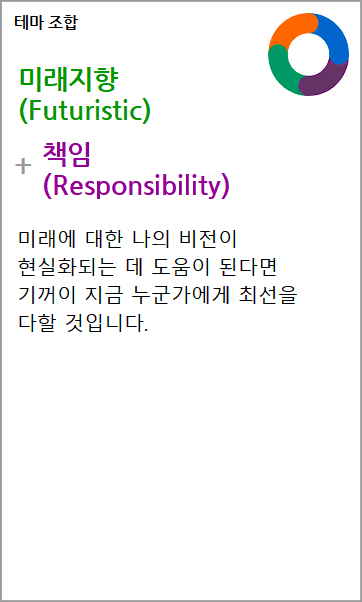 테마 조합
미래지향
(Futuristic)
+ 책임
(Responsibility)
미래에 대한 나의 비전이
현실화되는 데 도움이 된다면
기꺼이 지금 누군가에게 최선을
다할 것입니다.